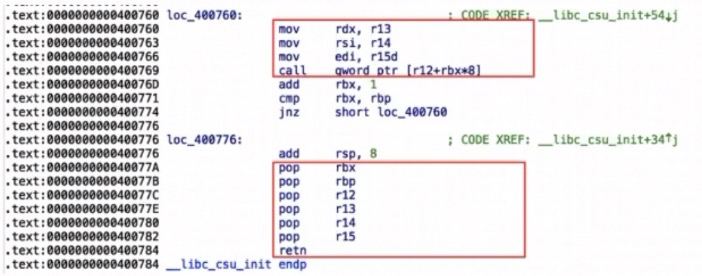 .text:0000000000400760 loc_400760: ; CODE XREF: __libc_csu_init+54↓j
.text:0000000000400760 mov rdx, r13
.text:0000000000400763 mov rsi, r14
.text:0000000000400766 mov edi, r15d
.text:0000000000400769 call qword ptr [r12+rbx*8]
.text:000000000040076D add rbx, 1
.text:0000000000400771 cmp rbx, rbp
.text:0000000000400774 jnz short loc_400760
.text:0000000000400776
.text:0000000000400776 loc_400776: ; CODE XREF: __libc_csu_init+34↑j
.text:0000000000400776 add rsp, 8
.text:000000000040077A pop rbx
.text:000000000040077B pop rbp
.text:000000000040077C pop r12
.text:000000000040077E pop r13
.text:0000000000400780 pop r14
.text:0000000000400782 pop r15
.text:0000000000400784 retn
.text:0000000000400784 __libc_csu_init endp